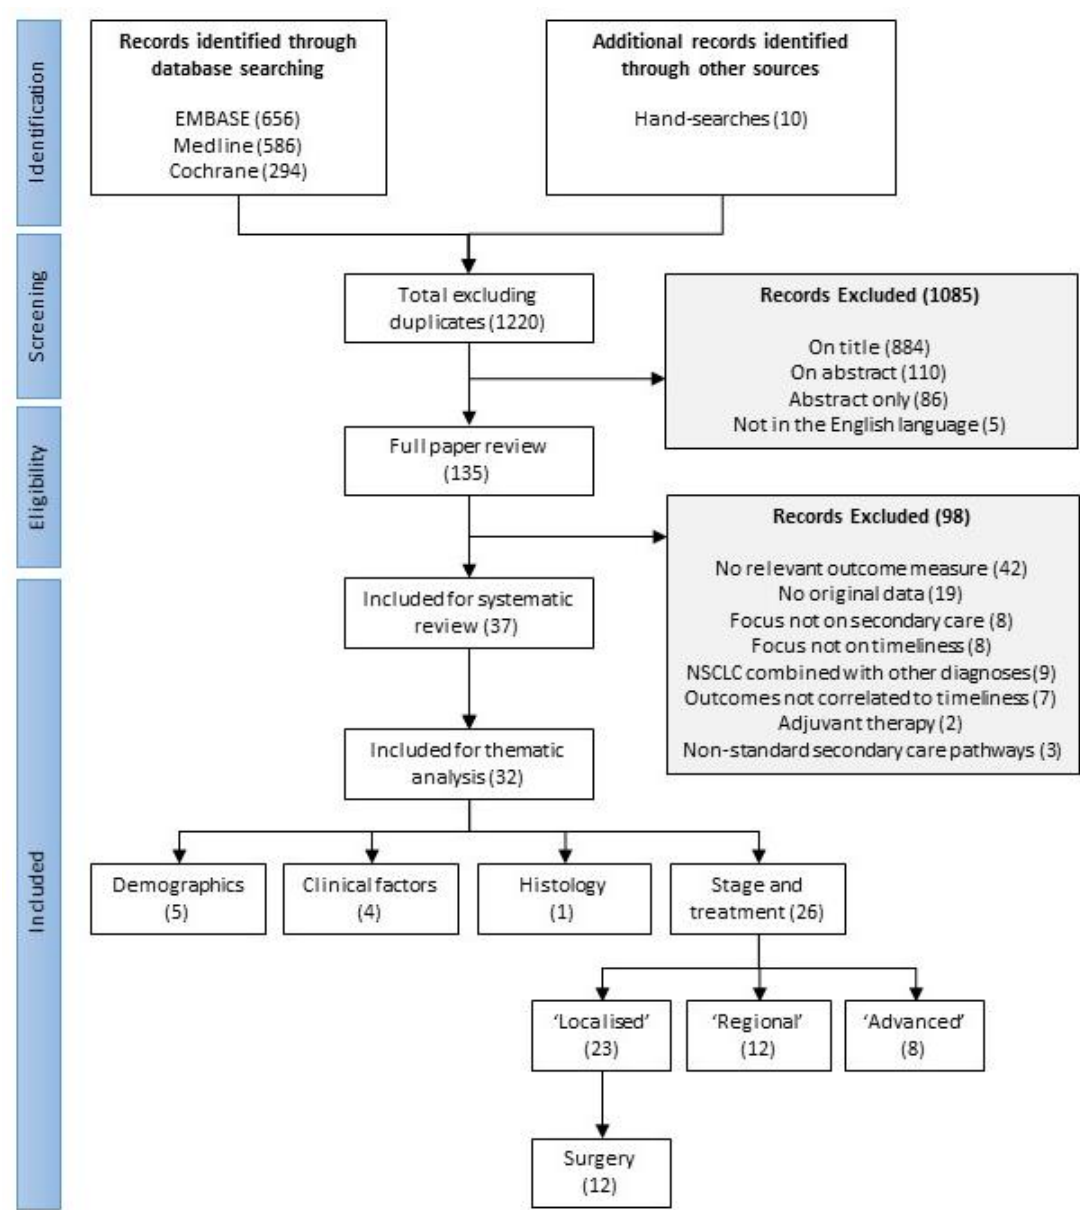 Identification
Records identified through
database searching
EMBASE (656)
Medline (586)
Cochrane (294)
Additional records identified
through other sources
Hand-searches (10)
Screening
Total excluding
duplicates (1220)
Records Excluded (1085)
On title (884)
On abstract (110)
Abstract only (86)
Not in the English language (5)
Eligibility
Full paper review
(135)
Records Excluded (98)
No relevant outcome measure (42)
No original data (19)
Focus not on secondary care (8)
Focus not on timeliness (8)
NSCLC combined with other diagnoses (9)
Outcomes not correlated to timeliness (7)
Adjuvant therapy (2)
Non-standard secondary care pathways (3)
Included
Included for systematic
review (37)
Included for thematic
analysis (32)
Demographics
(5)
Clinical factors
(4)
Histology
(1)
Stage and
treatment (26)
‘Localised’
(23)
‘Regional’
(12)
‘Advanced’
(8)
Surgery
(12)